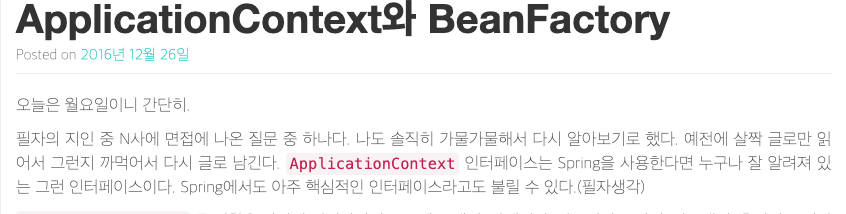 ApplicationContext와 BeanFactory
Posted on 2016년 12월 26일
오늘은 월요일이니 간단히.
필자의 지인 중 N사에 면접에 나온 질문 중 하나다. 나도 솔직히 가물가물해서 다시 알아보기로 했다. 예전에 살짝 글로만 읽
어서 그런지 까먹어서 다시 글로 남긴다. ApplicationContext 인터페이스는 Spring을 사용한다면 누구나 잘 알려져 있
는 그런 인터페이스이다. Spring에서도 아주 핵심적인 인터페이스라고도 불릴 수 있다.(필자생각)